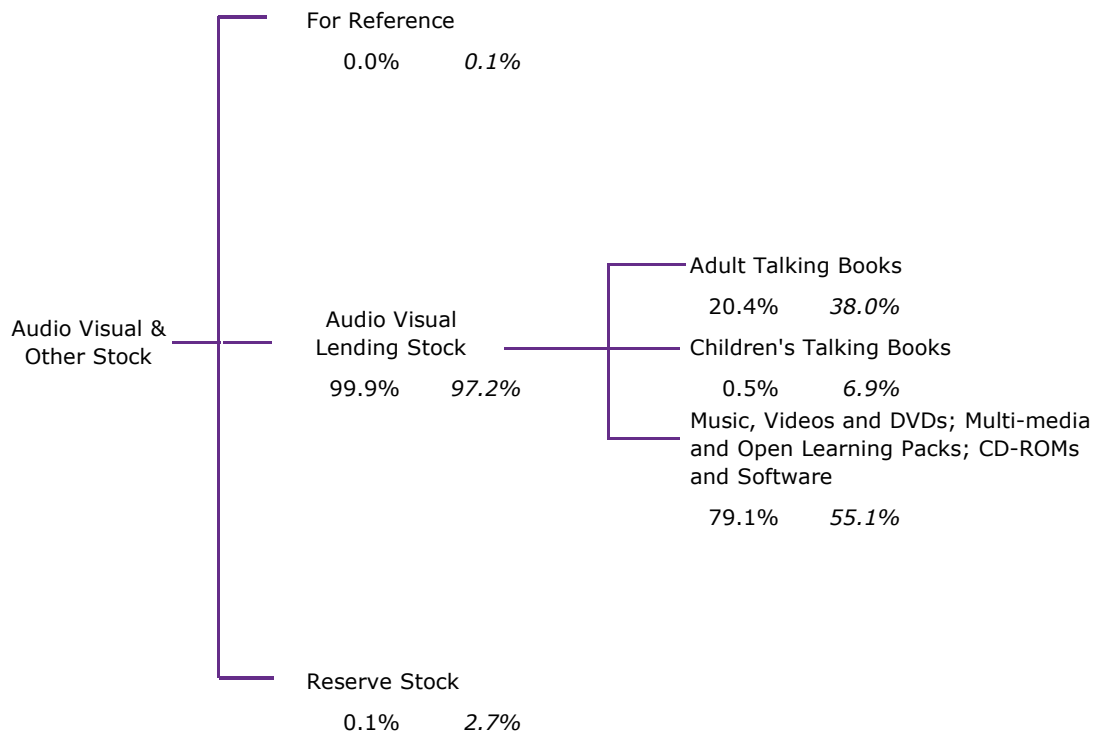 For Reference
0.0% 0.1%
Audio Visual &
Other Stock
Audio Visual
Lending Stock
99.9% 97.2%
Adult Talking Books
20.4% 38.0%
Children's Talking Books
0.5% 6.9%
Music, Videos and DVDs; Multi-media
and Open Learning Packs; CD-ROMs
and Software
79.1% 55.1%
Reserve Stock
0.1% 2.7%